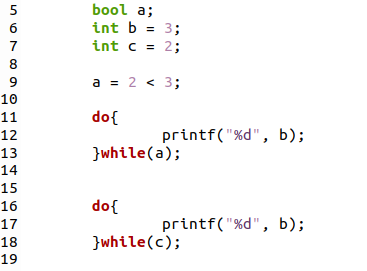 5 bool a;
6 int b = 3;
7 int c = 2;
8
9 a = 2 < 3;
10
11 do{
12 printf("%d", b);
13 }while(a);
14
15
16 do{
17 printf("%d", b);
18 }while(c);
19